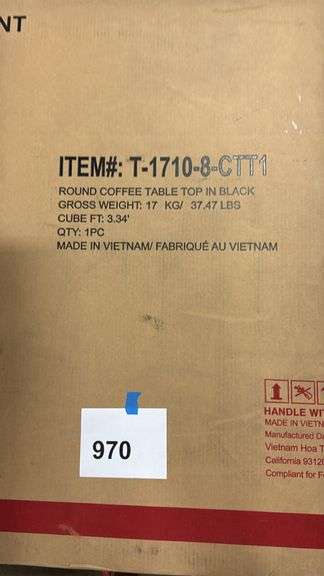 NT
ITEM#: T-1710-8-CTT1
ROUND COFFEE TABLE TOP IN BLACK
GROSS WEIGHT: 17 KG/ 37.47 LBS
CUBE FT: 3.34'
QTY: 1PC
MADE IN VIETNAM/ FABRIQUÉ AU VIETNAM
HANDLE WI
MADE IN VIETN
Manufactured Da
Vietnam Hoa T
California 9312
Compliant for F
970